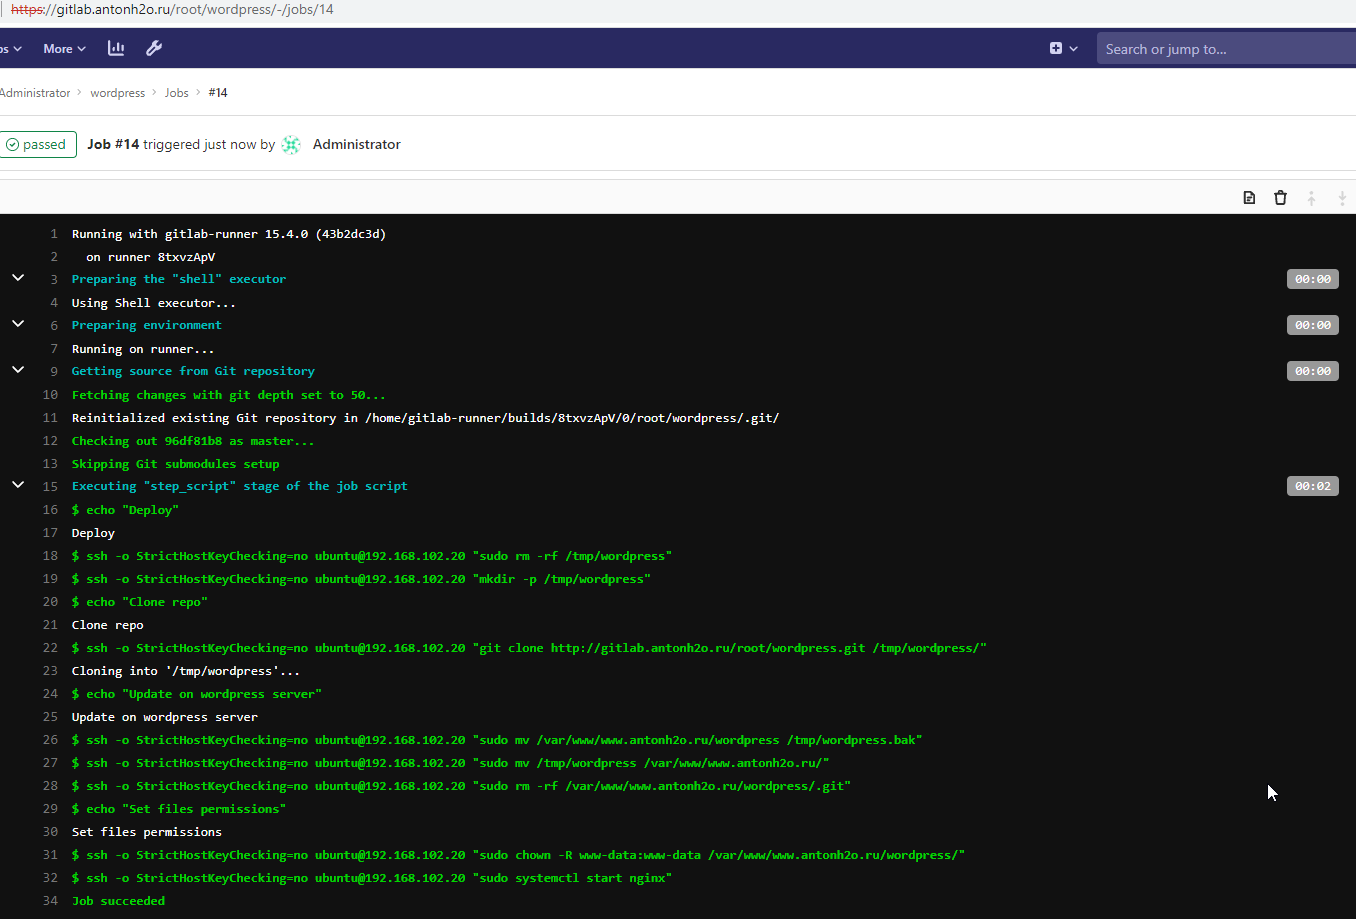 https://gitlab.antonh2o.ru/root/wordpress/-/jobs/14
More
Search or jump to...
Administrator > wordpress > Jobs > #14
passed Job #14 triggered just now by Administrator
1 Running with gitlab-runner 15.4.0 (43b2dc3d)
2 on runner 8txvzApV
3 Preparing the "shell" executor 00:00
4 Using Shell executor...
6 Preparing environment 00:00
7 Running on runner...
9 Getting source from Git repository 00:00
10 Fetching changes with git depth set to 50...
11 Reinitialized existing Git repository in /home/gitlab-runner/builds/8txvzApV/0/root/wordpress/.git/
12 Checking out 96df81b8 as master...
13 Skipping Git submodules setup
15 Executing "step_script" stage of the job script 00:02
16 $ echo "Deploy"
17 Deploy
18 $ ssh -o StrictHostKeyChecking=no ubuntu@192.168.102.20 "sudo rm -rf /tmp/wordpress"
19 $ ssh -o StrictHostKeyChecking=no ubuntu@192.168.102.20 "mkdir -p /tmp/wordpress"
20 $ echo "Clone repo"
21 Clone repo
22 $ ssh -o StrictHostKeyChecking=no ubuntu@192.168.102.20 "git clone http://gitlab.antonh2o.ru/root/wordpress.git /tmp/wordpress/"
23 Cloning into '/tmp/wordpress'...
24 $ echo "Update on wordpress server"
25 Update on wordpress server
26 $ ssh -o StrictHostKeyChecking=no ubuntu@192.168.102.20 "sudo mv /var/www/www.antonh2o.ru/wordpress /tmp/wordpress.bak"
27 $ ssh -o StrictHostKeyChecking=no ubuntu@192.168.102.20 "sudo mv /tmp/wordpress /var/www/www.antonh2o.ru/"
28 $ ssh -o StrictHostKeyChecking=no ubuntu@192.168.102.20 "sudo rm -rf /var/www/www.antonh2o.ru/wordpress/.git"
29 $ echo "Set files permissions"
30 Set files permissions
31 $ ssh -o StrictHostKeyChecking=no ubuntu@192.168.102.20 "sudo chown -R www-data:www-data /var/www/www.antonh2o.ru/wordpress/"
32 $ ssh -o StrictHostKeyChecking=no ubuntu@192.168.102.20 "sudo systemctl start nginx"
34 Job succeeded